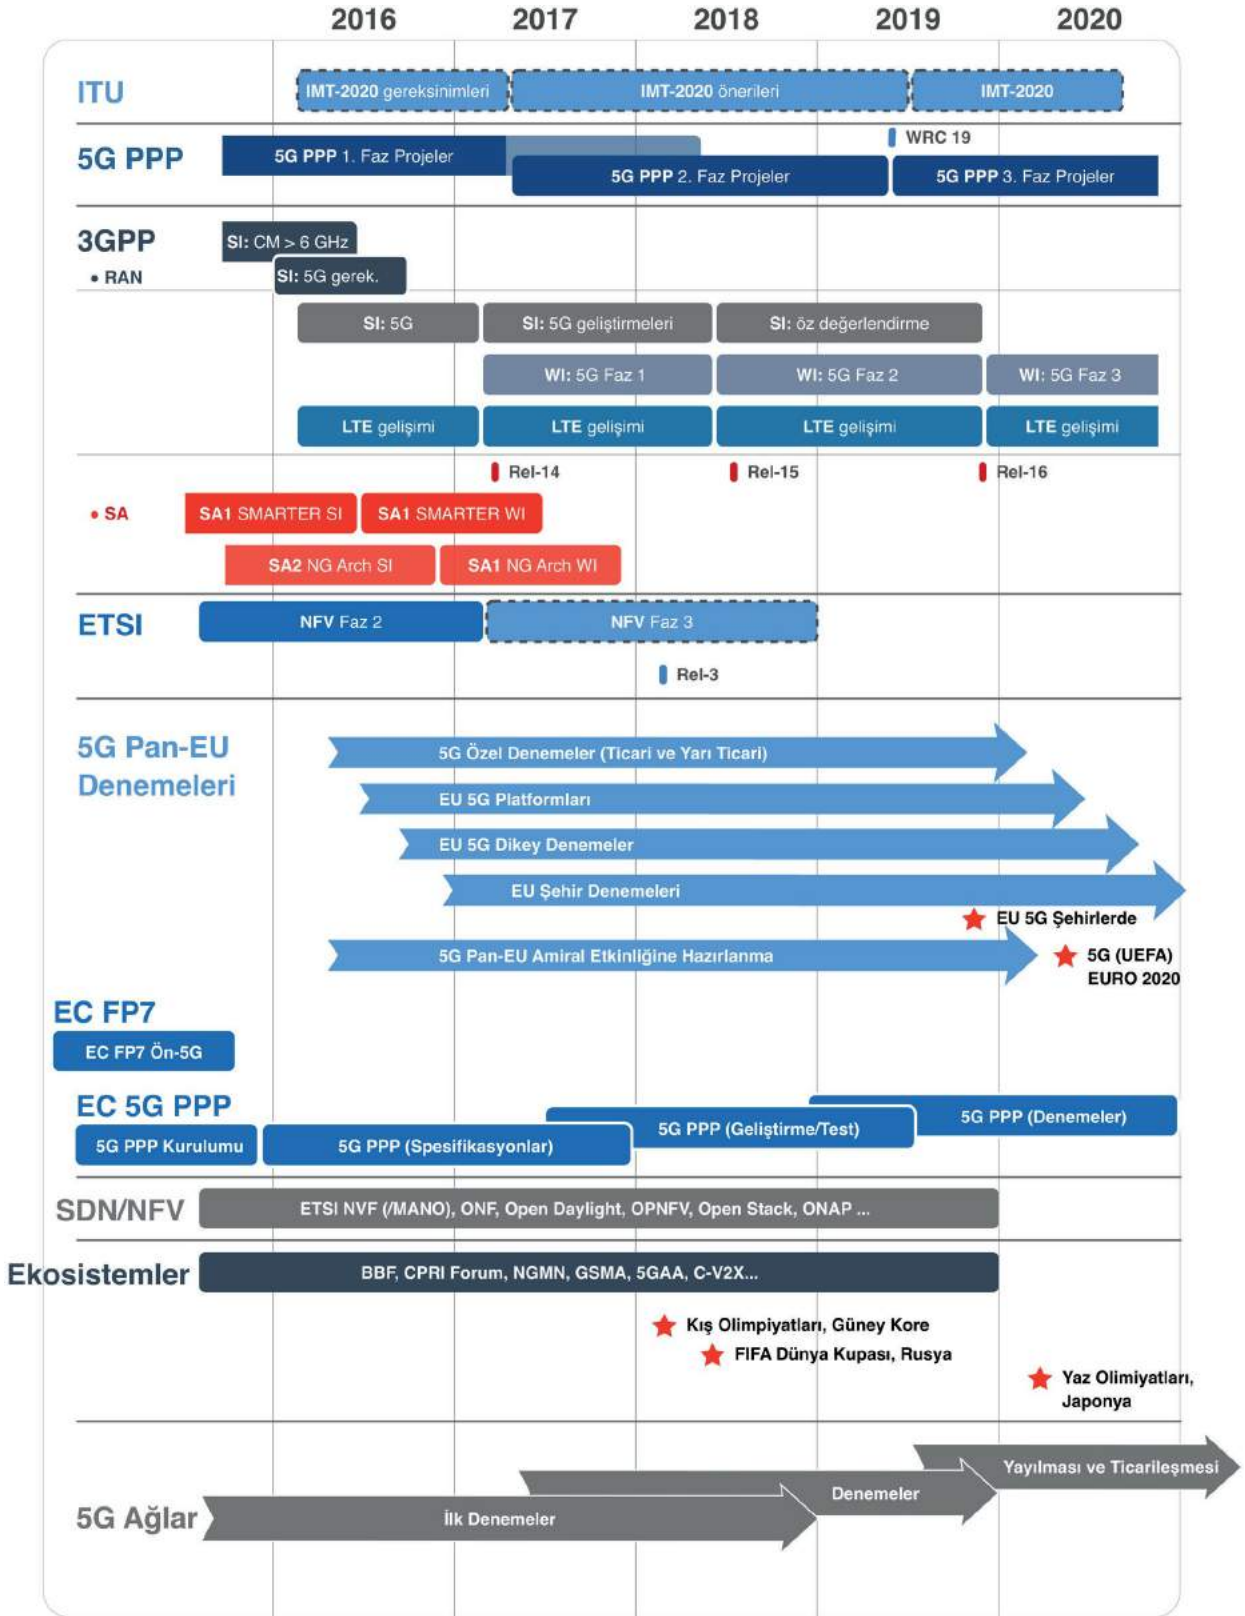 2016 2017 2018 2019 2020
ITU
IMT-2020 gereksinimleri
IMT-2020 önerileri
IMT-2020
5G PPP
WRC 19
5G PPP 1. Faz Projeler
5G PPP 2. Faz Projeler
5G PPP 3. Faz Projeler
3GPP
SI: CM > 6 GHz
• RAN
SI: 5G gerek.
SI: 5G
SI: 5G geliştirmeleri
SI: öz değerlendirme
WI: 5G Faz 1
WI: 5G Faz 2
WI: 5G Faz 3
LTE gelişimi
LTE gelişimi
LTE gelişimi
LTE gelişimi
Rel-14
Rel-15
Rel-16
• SA
SA1 SMARTER SI
SA1 SMARTER WI
SA2 NG Arch SI
SA1 NG Arch WI
ETSI
NFV Faz 2
NFV Faz 3
Rel-3
5G Pan-EU
Denemeleri
5G Özel Denemeler (Ticari ve Yarı Ticari)
EU 5G Platformları
EU 5G Dikey Denemeler
EU Şehir Denemeleri
EU 5G Şehirlerde
5G Pan-EU Amiral Etkinliğine Hazırlanma
5G (UEFA)
EURO 2020
EC FP7
EC FP7 Ön-5G
EC 5G PPP
5G PPP Kurulumu
5G PPP (Spesifikasyonlar)
5G PPP (Geliştirme/Test)
5G PPP (Denemeler)
SDN/NFV
ETSI NVF (/MANO), ONF, Open Daylight, OPNFV, Open Stack, ONAP ...
Ekosistemler
BBF, CPRI Forum, NGMN, GSMA, 5GAA, C-V2X...
Kış Olimpiyatları, Güney Kore
FIFA Dünya Kupası, Rusya
Yaz Olimiyatları,
Japonya
5G Ağlar
İlk Denemeler
Denemeler
Yayılması ve Ticarileşmesi